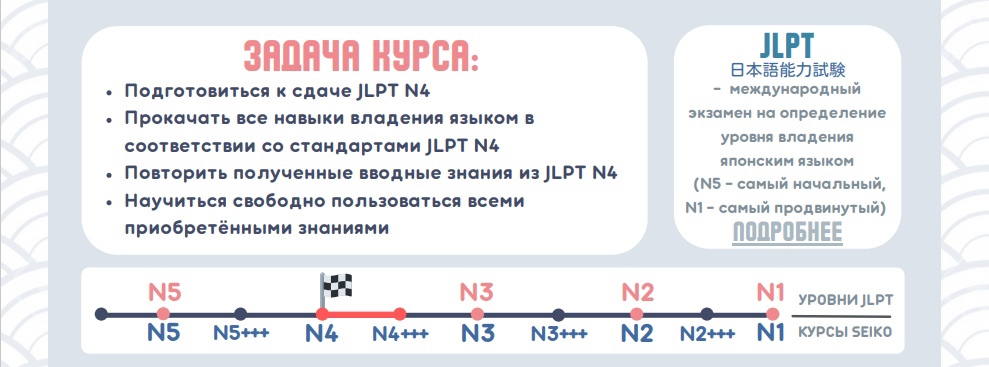 ЗАДАЧА КУРСА:
• Подготовиться к сдаче JLPT N4
• Прокачать все навыки владения языком в
соответствии со стандартами JLPT N4
• Повторить полученные вводные знания из JLPT N4
• Научиться свободно пользоваться всеми
приобретёнными знаниями
JLPT
日本語能力試験
- международный
экзамен на определение
уровня владения
японским языком
(N5 - самый начальный,
N1 - самый продвинутый)
ПОДРОБНЕЕ
N5 N3 N2 N1 УРОВНИ JLPT
N5 N5+++ N4 N4+++ N3 N3+++ N2 N2+++ N1 КУРСЫ SEIKO